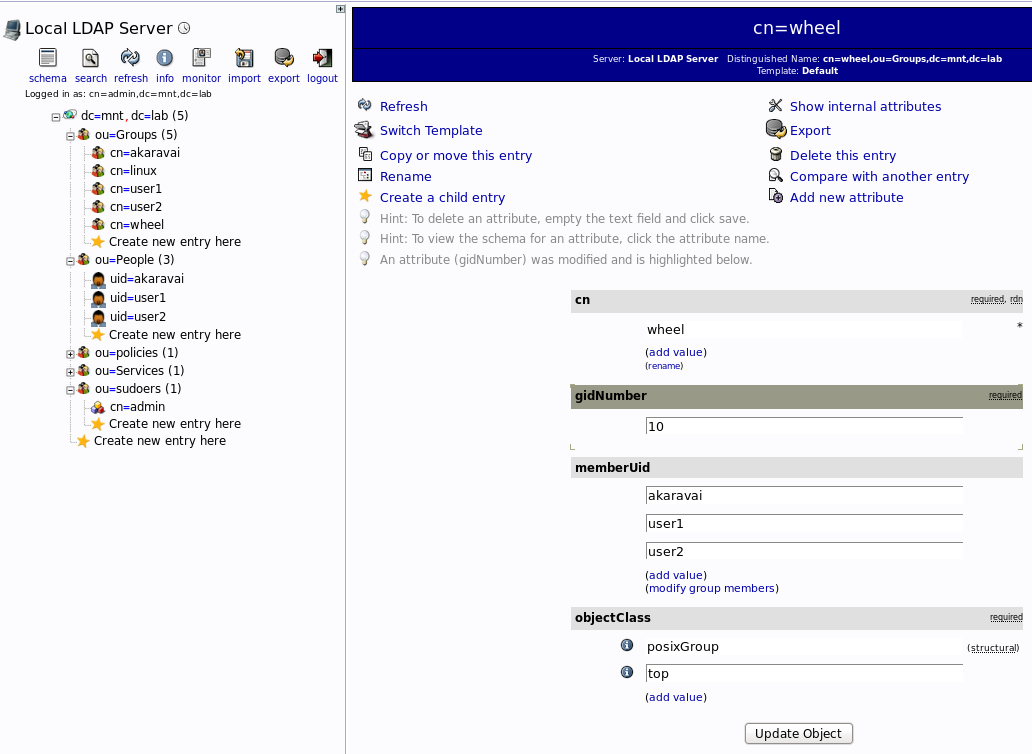 Local LDAP Server
schema search refresh info monitor import export logout
Logged in as: cn=admin,dc=mnt,dc=lab
dc=mnt, dc=lab (5)
ou=Groups (5)
cn=akaravai
cn=linux
cn=user1
cn=user2
cn=wheel
Create new entry here
ou=People (3)
uid=akaravai
uid=user1
uid=user2
Create new entry here
ou=policies (1)
ou=Services (1)
ou=sudoers (1)
cn=admin
Create new entry here
Create new entry here
cn=wheel
Server: Local LDAP Server Distinguished Name: cn=wheel,ou=Groups,dc=mnt,dc=lab
Template: Default
Refresh
Show internal attributes
Switch Template
Export
Copy or move this entry
Delete this entry
Rename
Compare with another entry
Create a child entry
Add new attribute
Hint: To delete an attribute, empty the text field and click save.
Hint: To view the schema for an attribute, click the attribute name.
An attribute (gidNumber) was modified and is highlighted below.
cn required, rdn
wheel *
(add value)
(rename)
gidNumber required
10
memberUid
akaravai
user1
user2
(add value)
(modify group members)
objectClass required
posixGroup (structural)
top
(add value)
Update Object